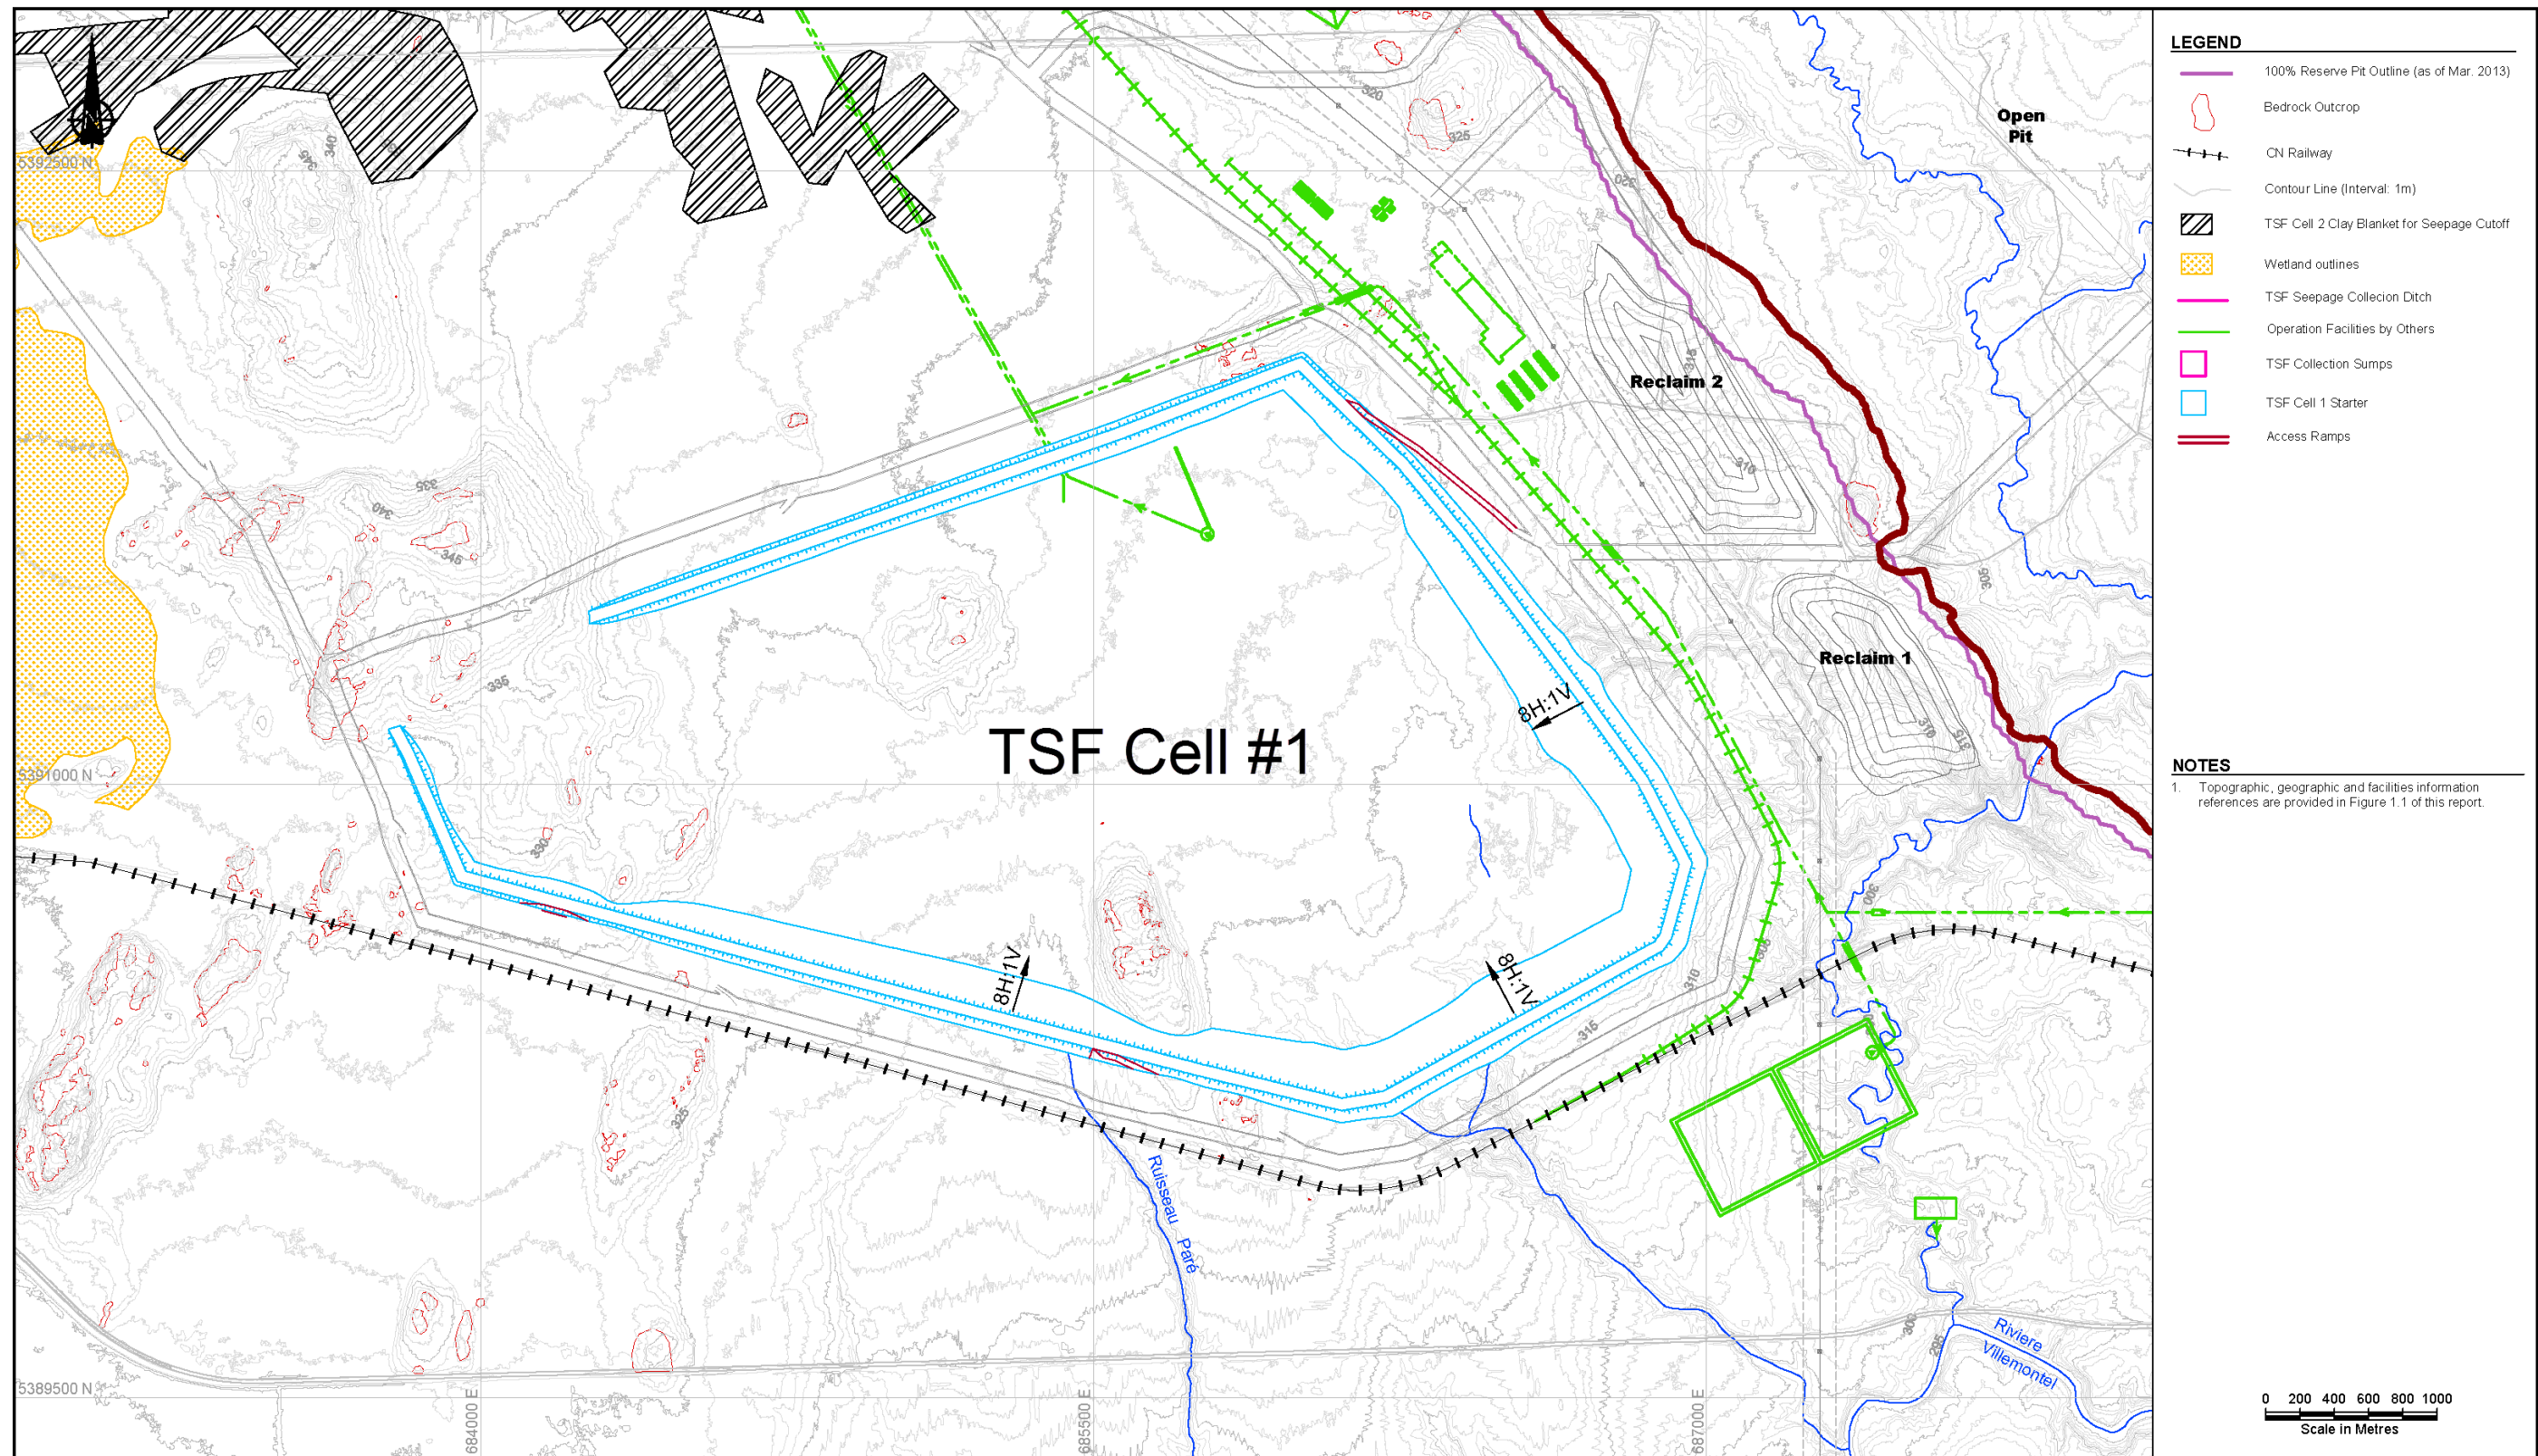 5392500 N
340
345
320
325
320
Open
Pit
315
Reclaim 2
310
335
340
345
305
335
Reclaim 1
310
315
8H:1V
TSF Cell #1
5391000 N
330
300
305
310
8H:1V
8H:1V
315
325
Ruisseau Paré
300
295
Riviere
Villemontel
5389500 N
684000 E
685500 E
687000 E
LEGEND
100% Reserve Pit Outline (as of Mar. 2013)
Bedrock Outcrop
CN Railway
Contour Line (Interval: 1m)
TSF Cell 2 Clay Blanket for Seepage Cutoff
Wetland outlines
TSF Seepage Collecion Ditch
Operation Facilities by Others
TSF Collection Sumps
TSF Cell 1 Starter
Access Ramps
NOTES
1. Topographic, geographic and facilities information
references are provided in Figure 1.1 of this report.
0 200 400 600 800 1000
Scale in Metres